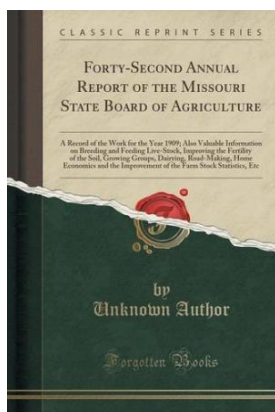 CLASSIC REPRINT SERIES
FORTY-SECOND ANNUAL
REPORT OF THE MISSOURI
STATE BOARD OF AGRICULTURE
A Record of the Work for the Year 1909; Also Valuable Information
on Breeding and Feeding Live-Stock, Improving the Fertility
of the Soil, Growing Groups, Dairying, Road-Making, Home
Economics and the Improvement of the Farm Stock Statistics, Etc
by
Unknown Author
Forgotten Books